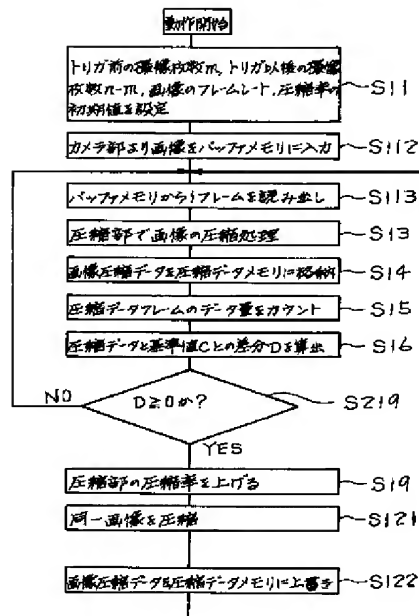 動作開始
トリガ前の撮像枚数m,トリガ以後の撮像
枚数n-m,画像のフレームレート,圧縮率の
初期値を設定
S11
カメラ部より画像をバッファメモリに入力
S112
バッファメモリから1フレームを読み出し
S113
圧縮部で画像の圧縮処理
S13
画像圧縮データを圧縮データメモリに格納
S14
圧縮データフレームのデータ量をカウント
S15
圧縮データと基準値Cとの差分Dを算出
S16
D≧0か?
S219
NO
YES
圧縮部の圧縮率を上げる
S19
同一画像を圧縮
S121
画像圧縮データを圧縮データメモリに上書き
S122